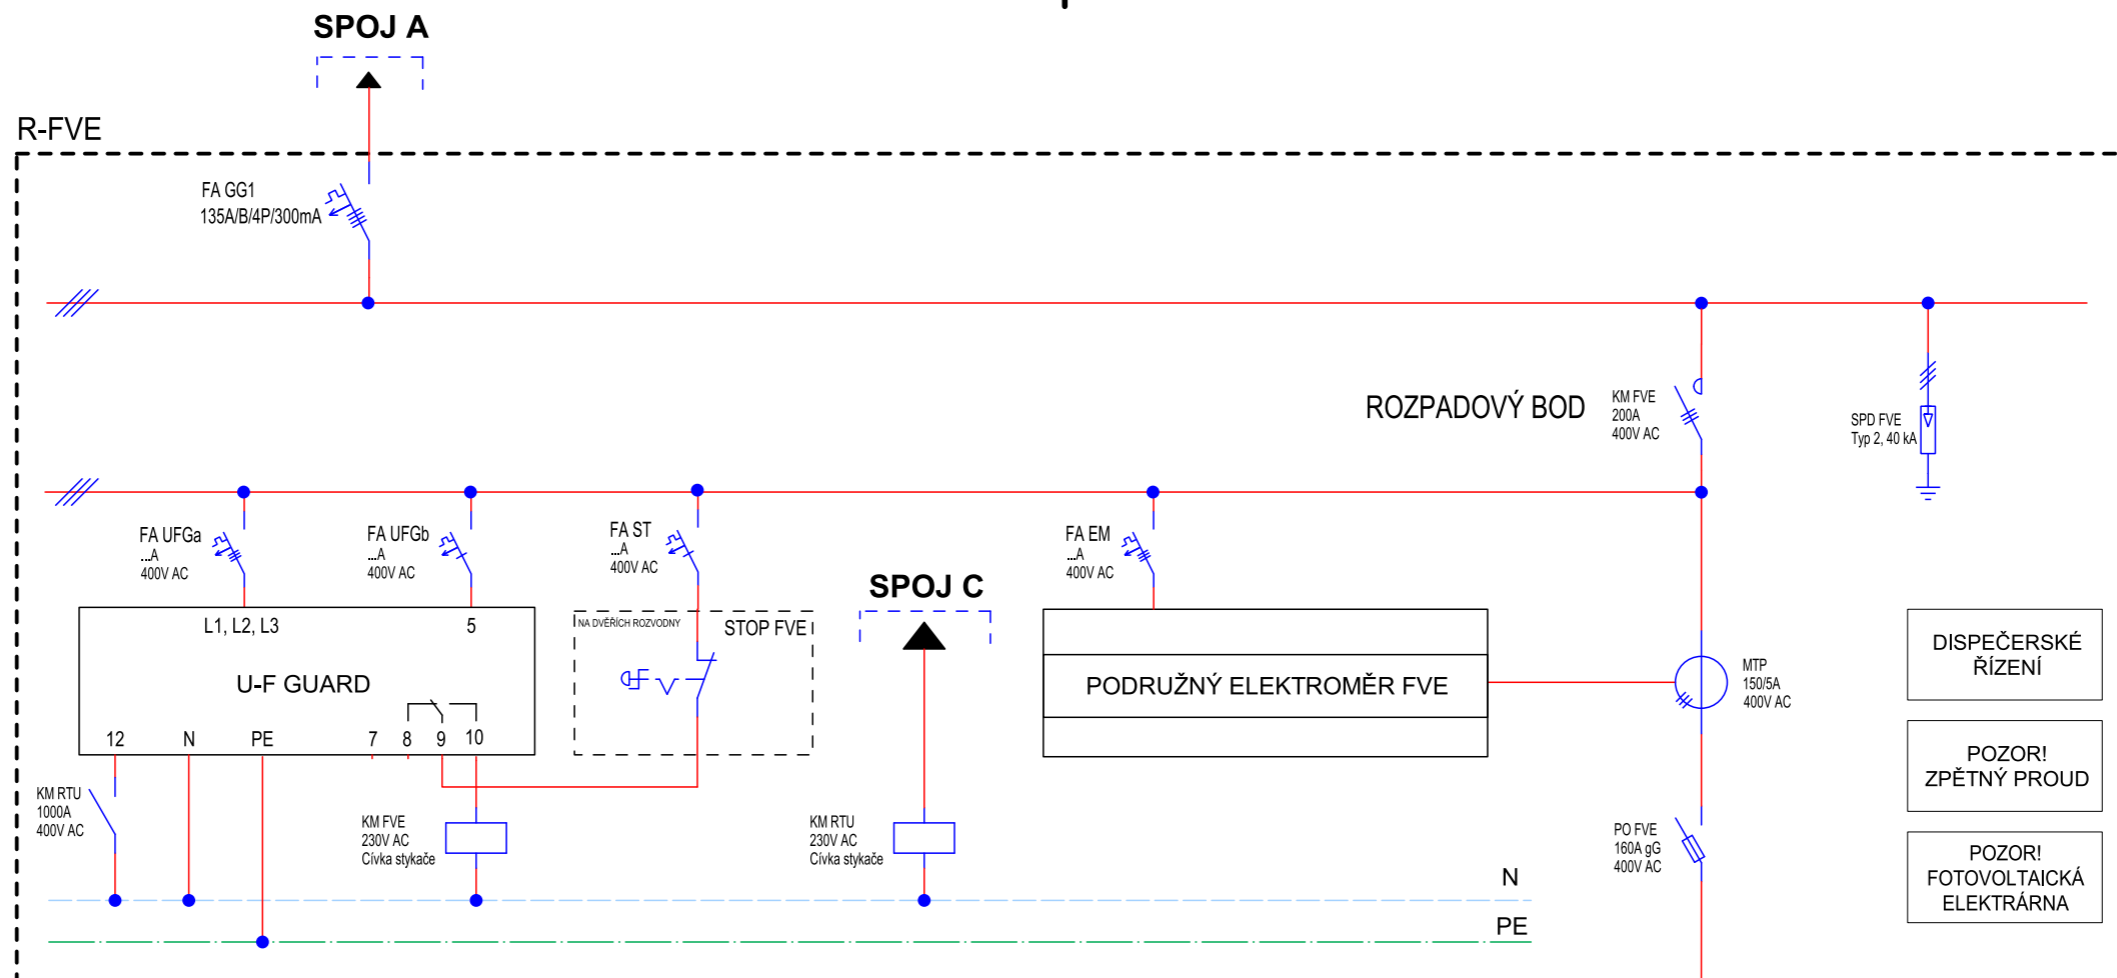 SPOJ A
R-FVE
FA GG1
135A/B/4P/300mA
ROZPADOVÝ BOD
KM FVE
200A
400V AC
SPD FVE
Typ 2, 40 kA
FA UFGa
...A
400V AC
FA UFGb
...A
400V AC
FA ST
...A
400V AC
FA EM
...A
400V AC
SPOJ C
L1, L2, L3
5
U-F GUARD
12
N
PE
7
8
9
10
NA DVĚŘÍCH ROZVODNY
STOP FVE
PODRUŽNÝ ELEKTROMĚR FVE
MTP
150/5A
400V AC
DISPEČERSKÉ
ŘÍZENÍ
POZOR!
ZPĚTNÝ PROUD
POZOR!
FOTOVOLTAICKÁ
ELEKTRÁRNA
KM RTU
1000A
400V AC
KM FVE
230V AC
Cívka stykače
KM RTU
230V AC
Cívka stykače
PO FVE
160A gG
400V AC
N
PE